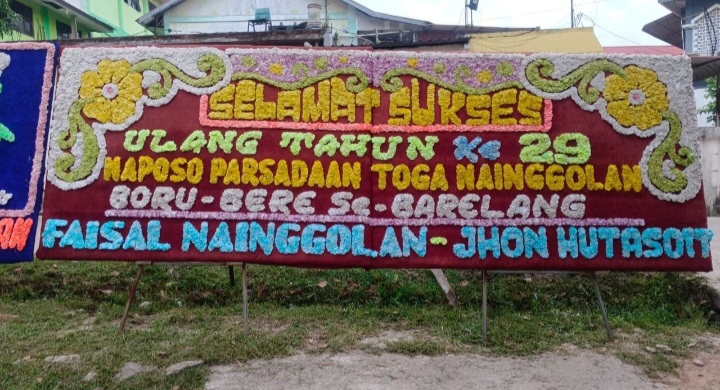 SELAMAT SUKSES
ULANG TAHUN Ke 29
NAPOSO PARSADAAN TOGA NAINGGOLAN
BORU-BERE Se-BARELANG
FAISAL NAINGGOLAN - JHON HUTASOIT